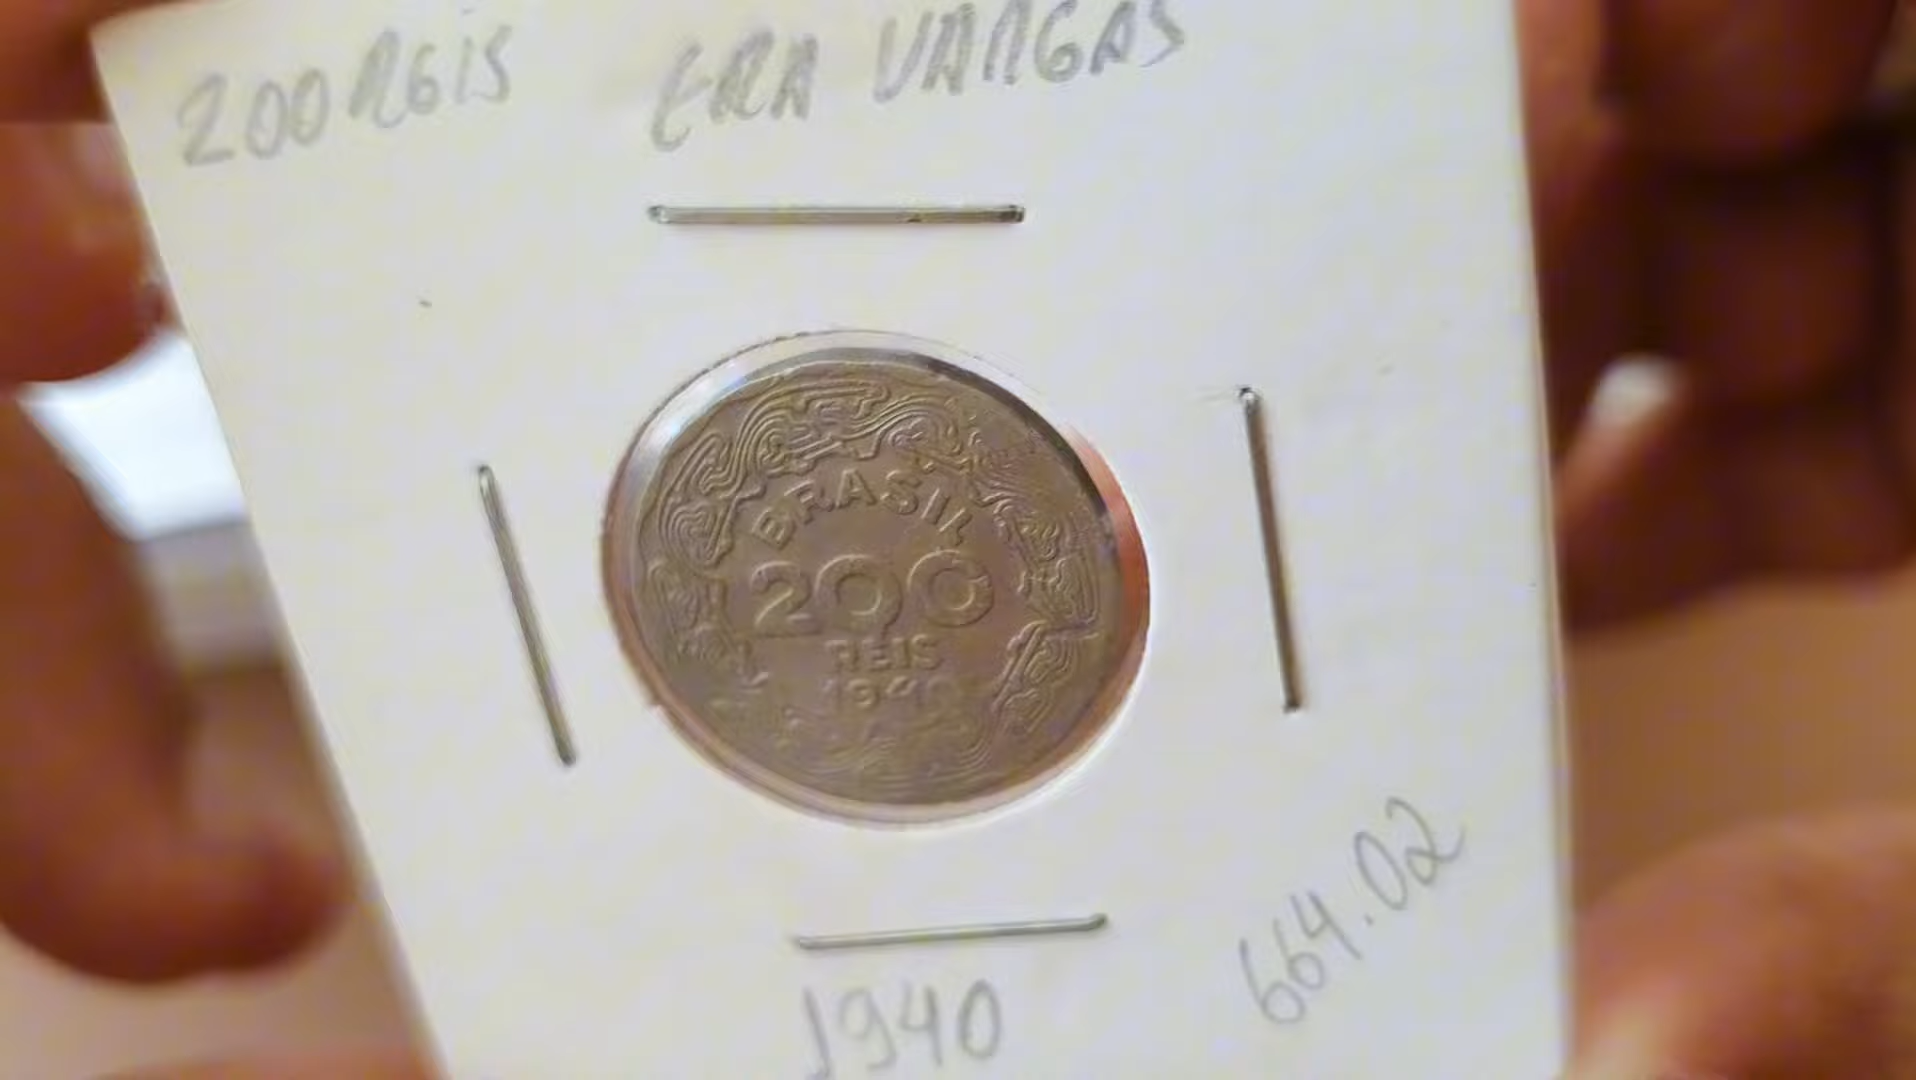 200 REIS ERA VARGAS
BRASIL
200
REIS
1940
664.02
1940